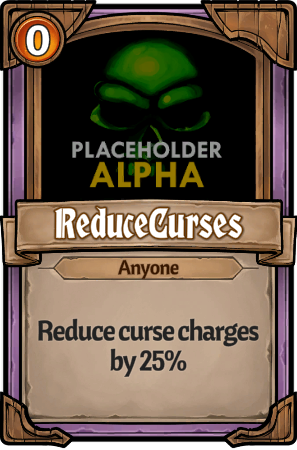 0
PLACEHOLDER
ALPHA
ReduceCurses
Anyone
Reduce curse charges
by 25%